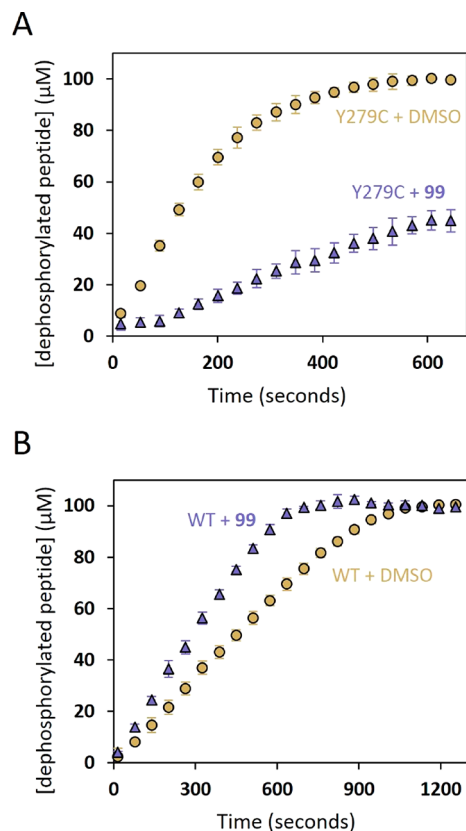 A
[dephosphorylated peptide] (µM)
100
80
60
40
20
0
Y279C + DMSO
Y279C + 99
0 200 400 600
Time (seconds)
B
[dephosphorylated peptide] (µM)
100
80
60
40
20
0
WT + 99
WT + DMSO
0 300 600 900 1200
Time (seconds)